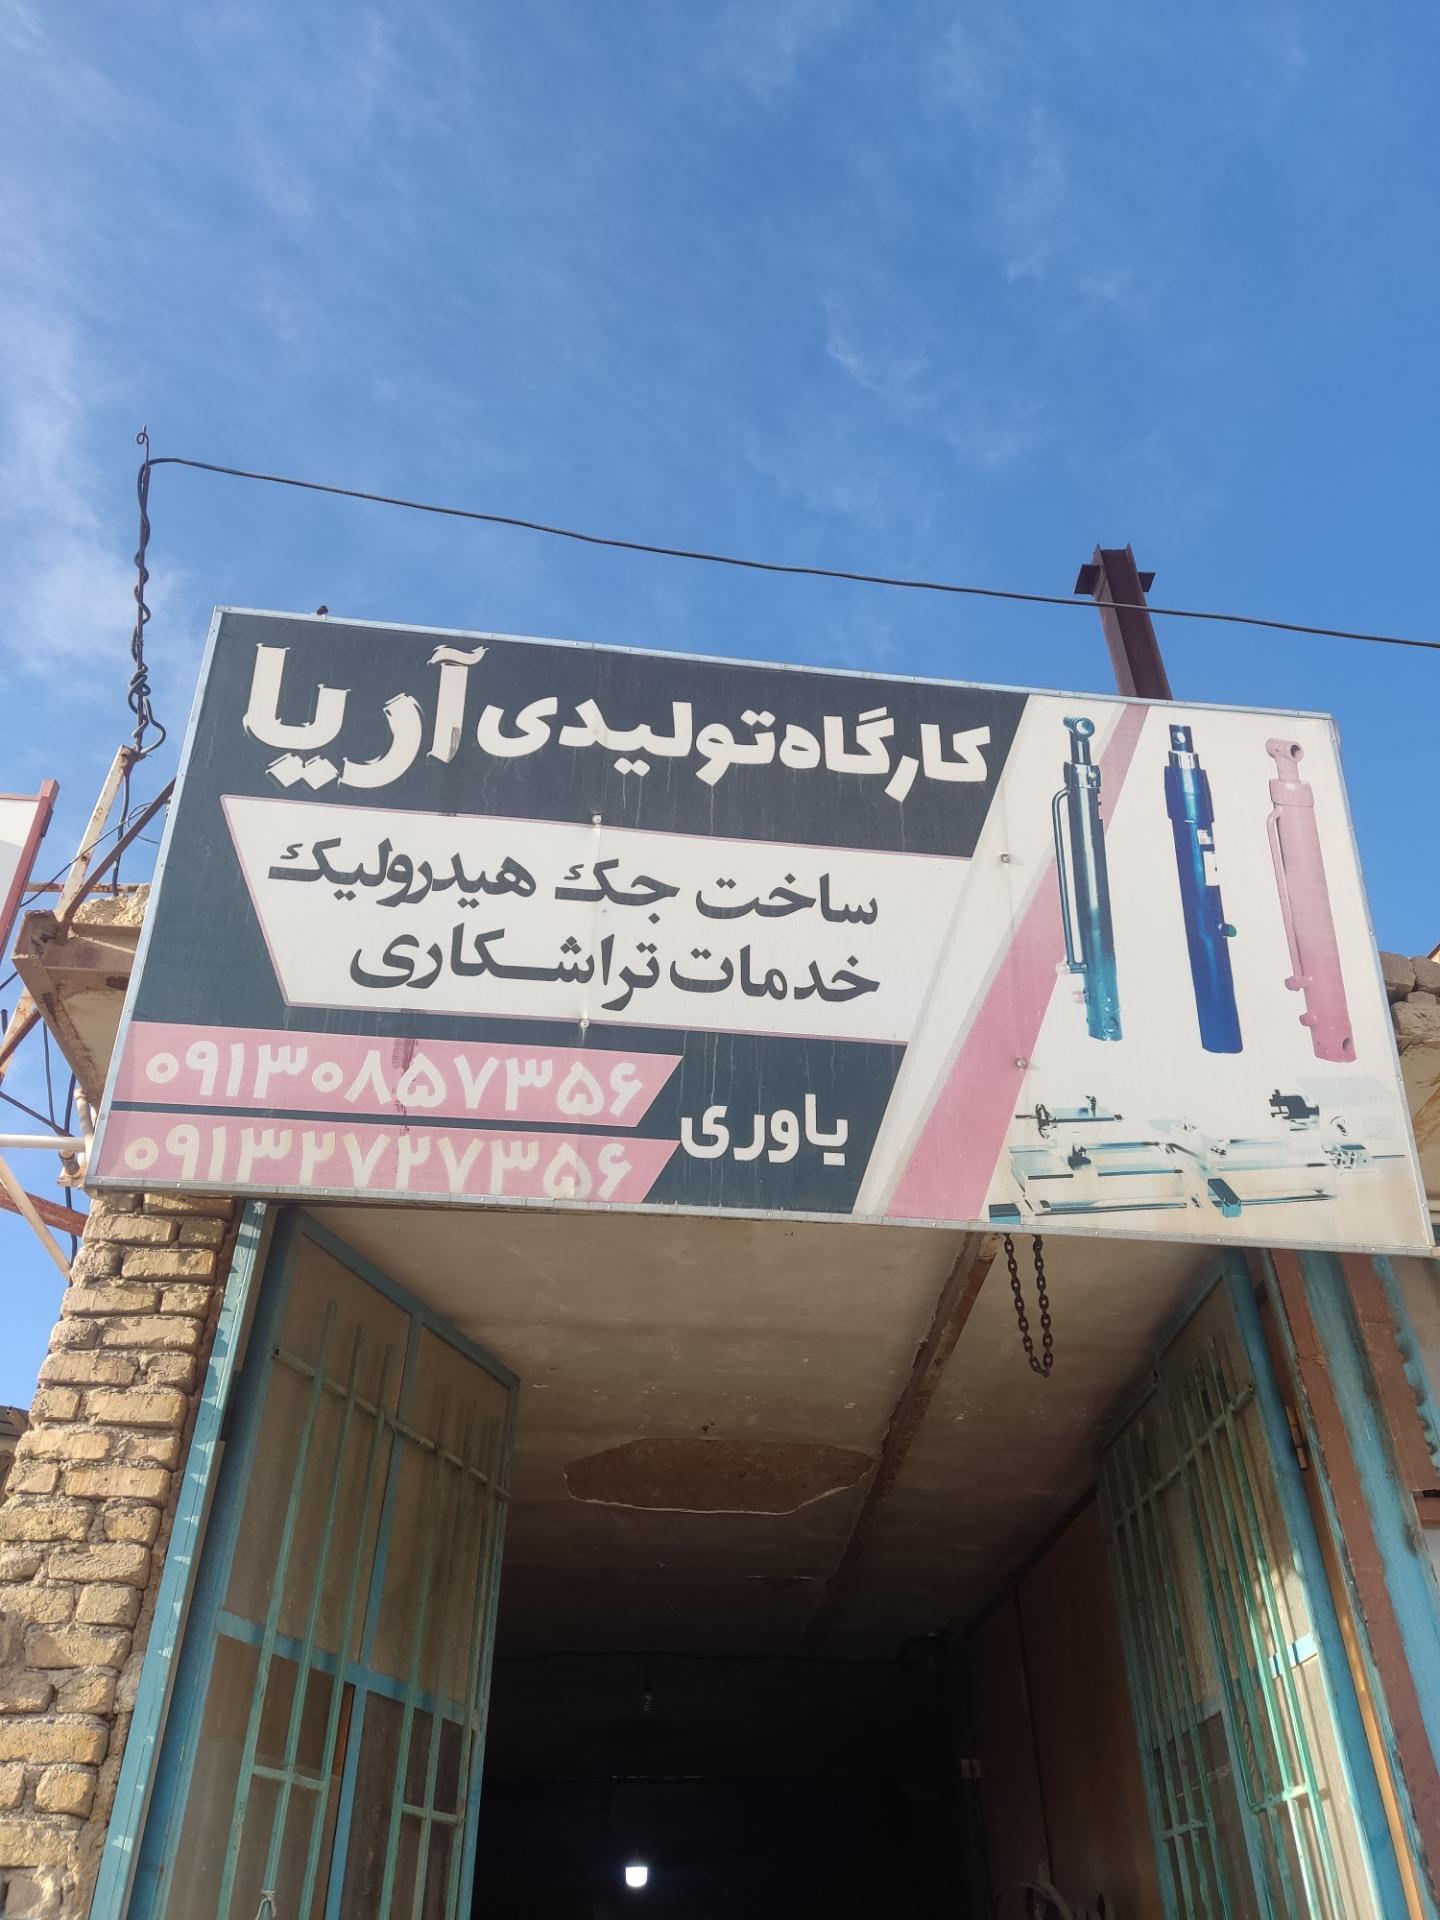 کارگاه تولیدی آریا
ساخت جک هیدرولیک
خدمات تراشکاری
یاوری
۰۹۱۳۰۸۵۷۳۵۶
۰۹۱۳۲۷۲۷۳۵۶